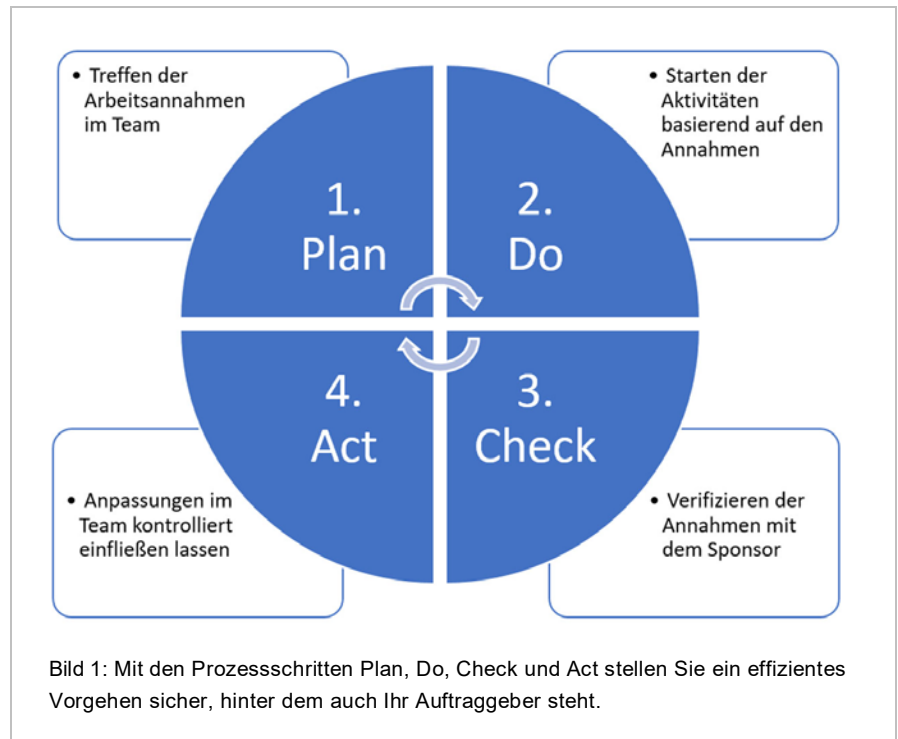 • Treffen der
Arbeitsannahmen
im Team
1.
Plan
• Starten der
Aktivitäten
basierend auf den
Annahmen
2.
Do
4.
Act
• Anpassungen im
Team kontrolliert
einfließen lassen
3.
Check
• Verifizieren der
Annahmen mit
dem Sponsor
Bild 1: Mit den Prozessschritten Plan, Do, Check und Act stellen Sie ein effizientes
Vorgehen sicher, hinter dem auch Ihr Auftraggeber steht.